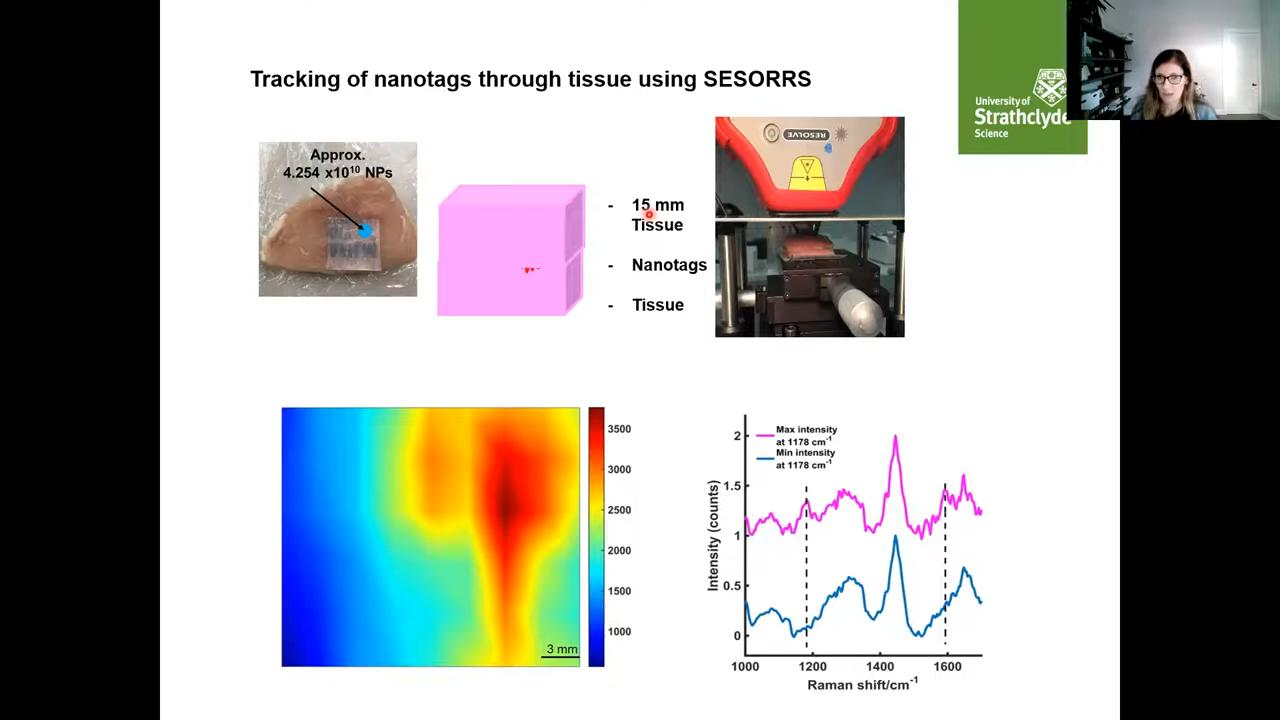 Tracking of nanotags through tissue using SESORRS
University of
Strathclyde
Science
Approx.
4.254 x10¹⁰ NPs
- 15 mm
Tissue
- Nanotags
- Tissue
RESOLVE
3500
3000
2500
2000
1500
1000
3 mm
Max intensity
at 1178 cm⁻¹
Min intensity
at 1178 cm⁻¹
Intensity (counts)
2
1.5
1
0.5
0
1000 1200 1400 1600
Raman shift/cm⁻¹